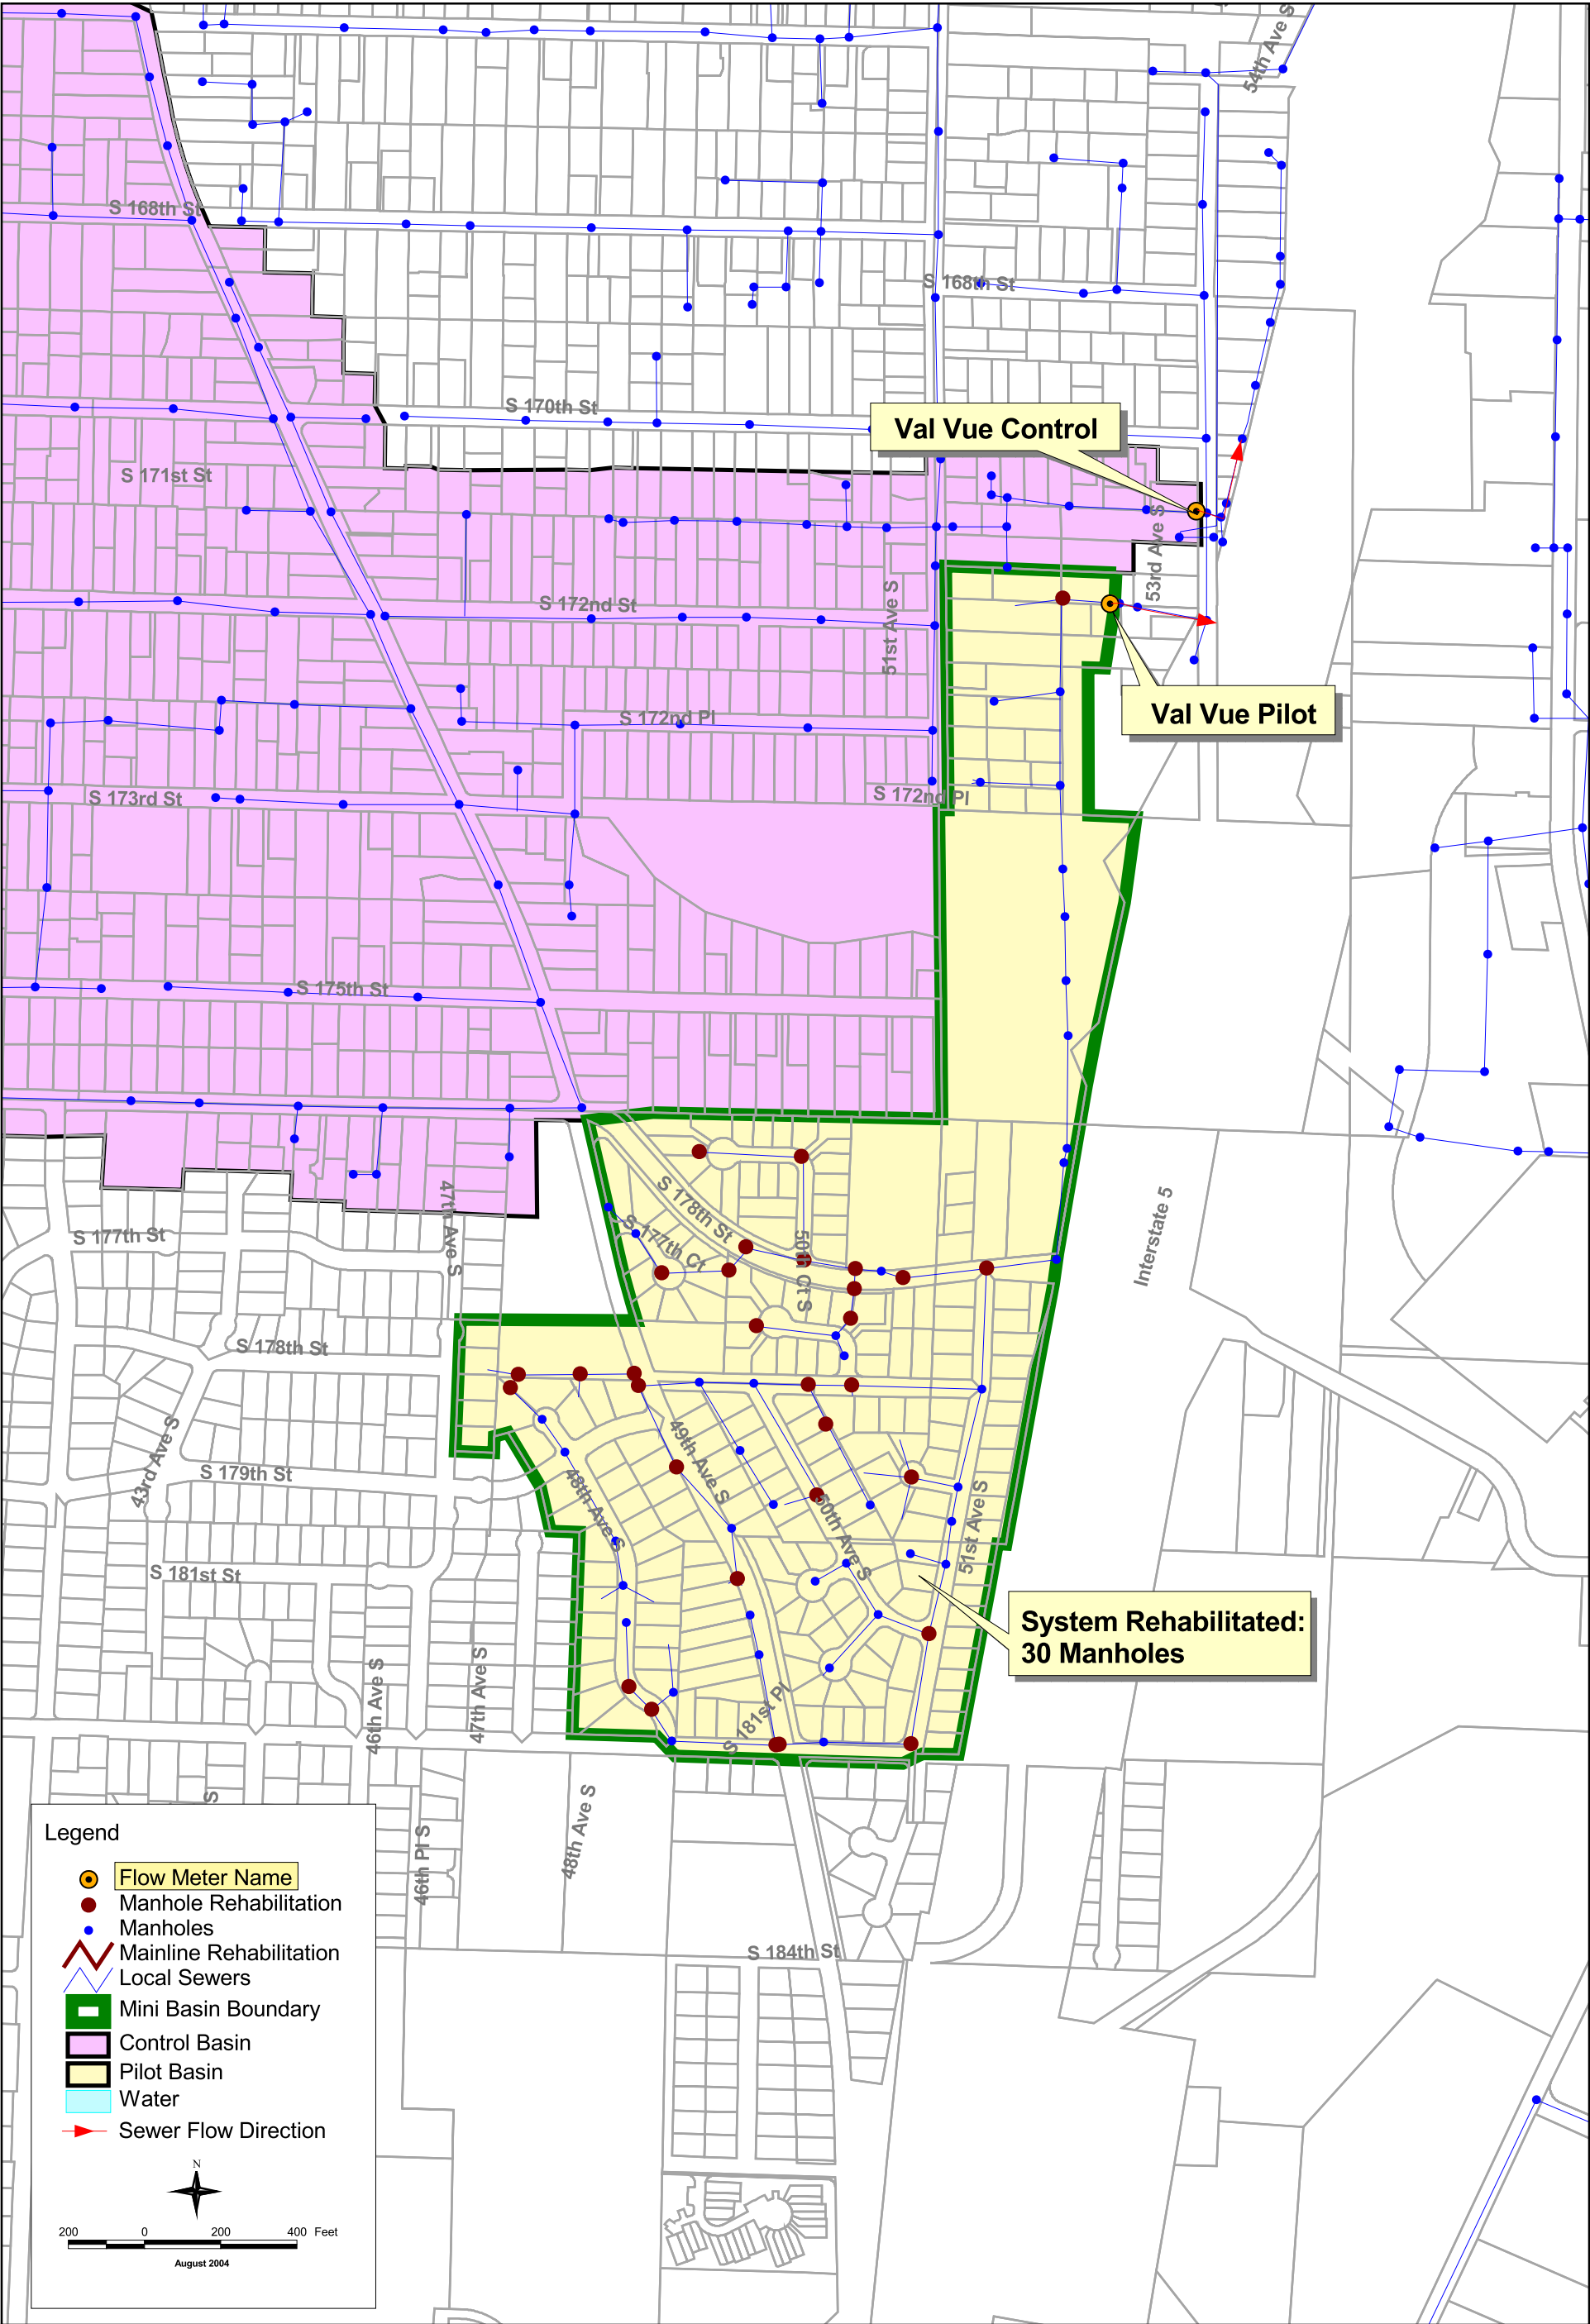 54th Ave S
S 168th St
S 168th St
S 170th St
Val Vue Control
S 171st St
53rd Ave S
S 172nd St
51st Ave S
Val Vue Pilot
S 172nd Pl
S 173rd St
S 172nd Pl
S 175th St
47th Ave S
S 178th St
S 177th St
S 177th Ct
50th Ct S
Interstate 5
S 178th St
43rd Ave S
S 179th St
49th Ave S
48th Ave S
50th Ave S
51st Ave S
S 181st St
System Rehabilitated:
30 Manholes
46th Ave S
47th Ave S
S 181st Pl
S
48th Ave S
46th Pl S
S 184th St
Legend
Flow Meter Name
Manhole Rehabilitation
Manholes
Mainline Rehabilitation
Local Sewers
Mini Basin Boundary
Control Basin
Pilot Basin
Water
Sewer Flow Direction
N
200 0 200 400 Feet
August 2004